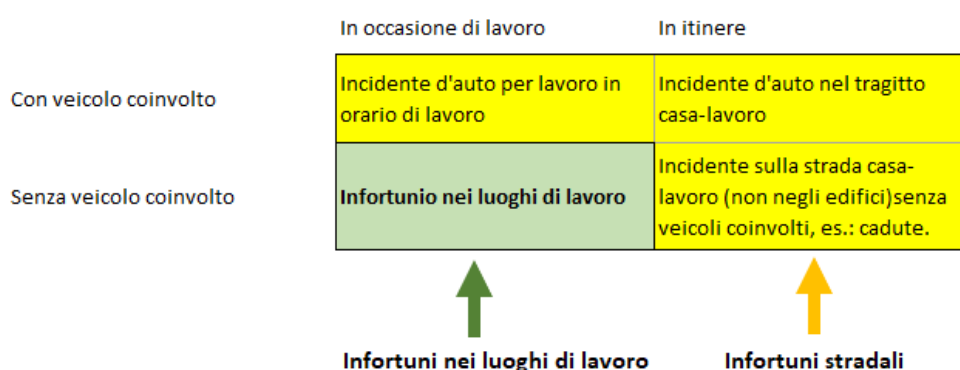 In occasione di lavoro
In itinere
Con veicolo coinvolto
Incidente d'auto per lavoro in
orario di lavoro
Incidente d'auto nel tragitto
casa-lavoro
Senza veicolo coinvolto
Infortunio nei luoghi di lavoro
Incidente sulla strada casa-
lavoro (non negli edifici)senza
veicoli coinvolti, es.: cadute.
Infortuni nei luoghi di lavoro
Infortuni stradali